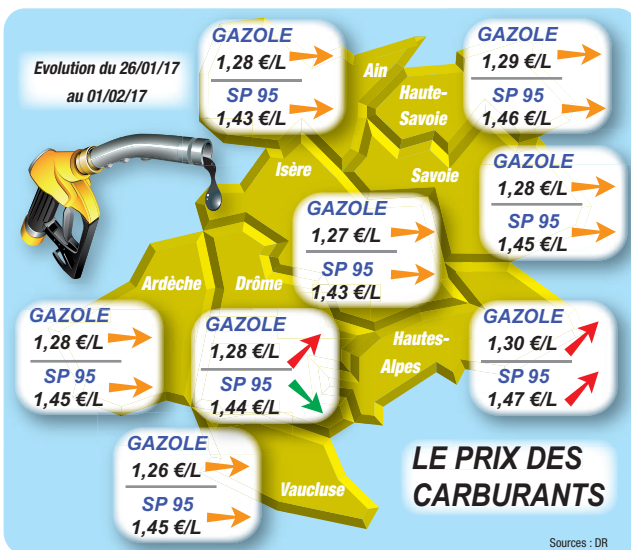 Evolution du 26/01/17
au 01/02/17
GAZOLE
1,28 €/L
SP 95
1,43 €/L
Ain
Haute-
Savoie
GAZOLE
1,29 €/L
SP 95
1,46 €/L
Isère
Savoie
GAZOLE
1,28 €/L
SP 95
1,45 €/L
GAZOLE
1,27 €/L
SP 95
1,43 €/L
Ardèche
Drôme
GAZOLE
1,28 €/L
SP 95
1,45 €/L
GAZOLE
1,28 €/L
SP 95
1,44 €/L
Hautes-
Alpes
GAZOLE
1,30 €/L
SP 95
1,47 €/L
GAZOLE
1,26 €/L
SP 95
1,45 €/L
Vaucluse
LE PRIX DES
CARBURANTS
Sources : DR